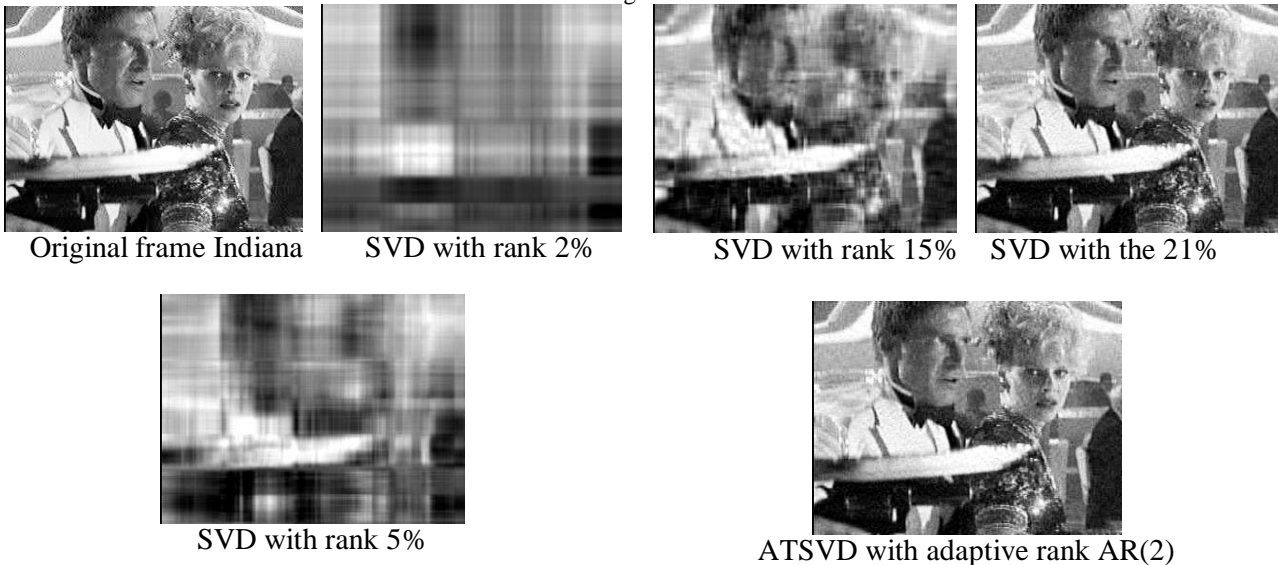 Original frame Indiana
SVD with rank 2%
SVD with rank 15%
SVD with the 21%
SVD with rank 5%
ATSVD with adaptive rank AR(2)